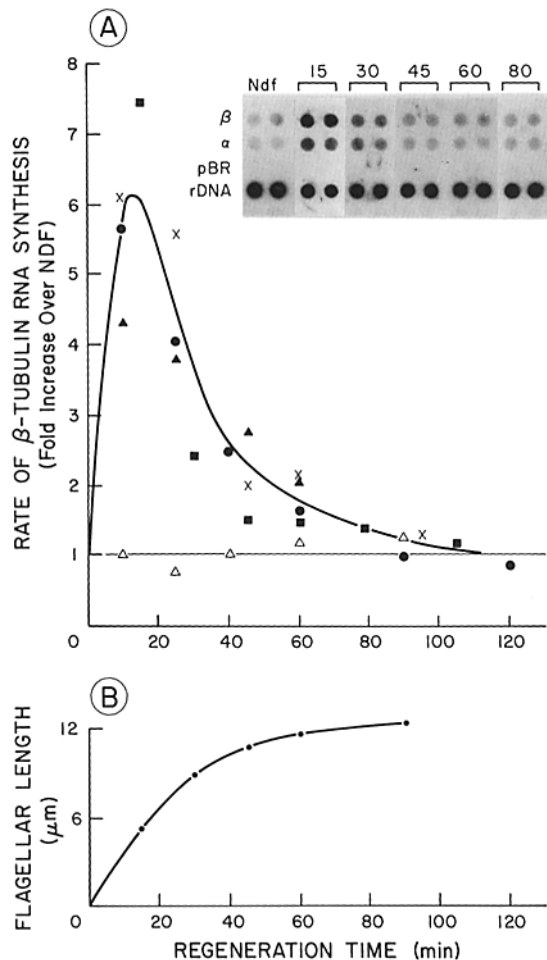 A
8
7
6
5
4
3
2
1
0 20 40 60 80 100 120
RATE OF β-TUBULIN RNA SYNTHESIS
(Fold Increase Over NDF)
Ndf 15 30 45 60 80
β
α
pBR
rDNA
B
12
6
0 20 40 60 80 100 120
FLAGELLAR LENGTH
(μm)
REGENERATION TIME (min)